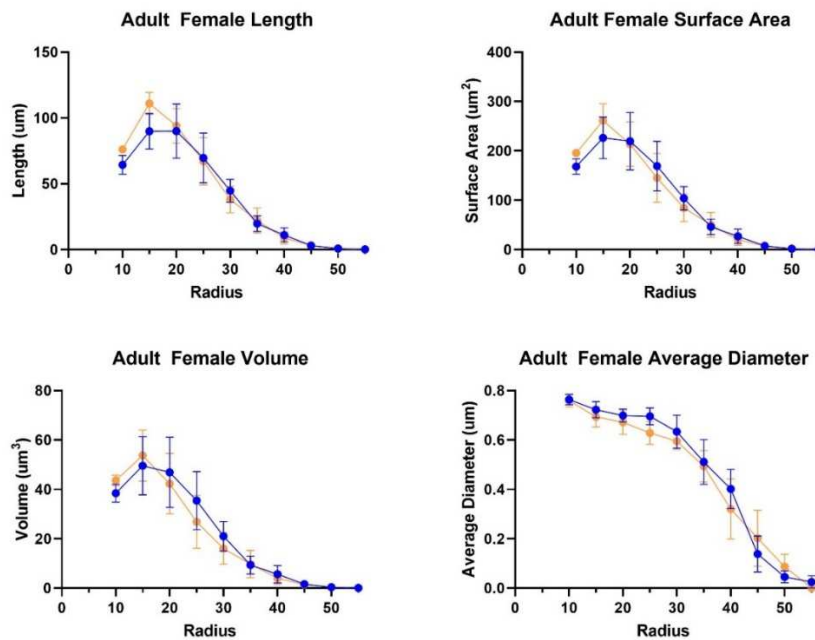 Adult Female Length
150
100
50
0
Length (um)
0 10 20 30 40 50
Radius
Adult Female Surface Area
400
300
200
100
0
Surface Area (um²)
0 10 20 30 40 50
Radius
Adult Female Volume
80
60
40
20
0
Volume (um³)
0 10 20 30 40 50
Radius
Adult Female Average Diameter
0.8
0.6
0.4
0.2
0.0
Average Diameter (um)
0 10 20 30 40 50
Radius